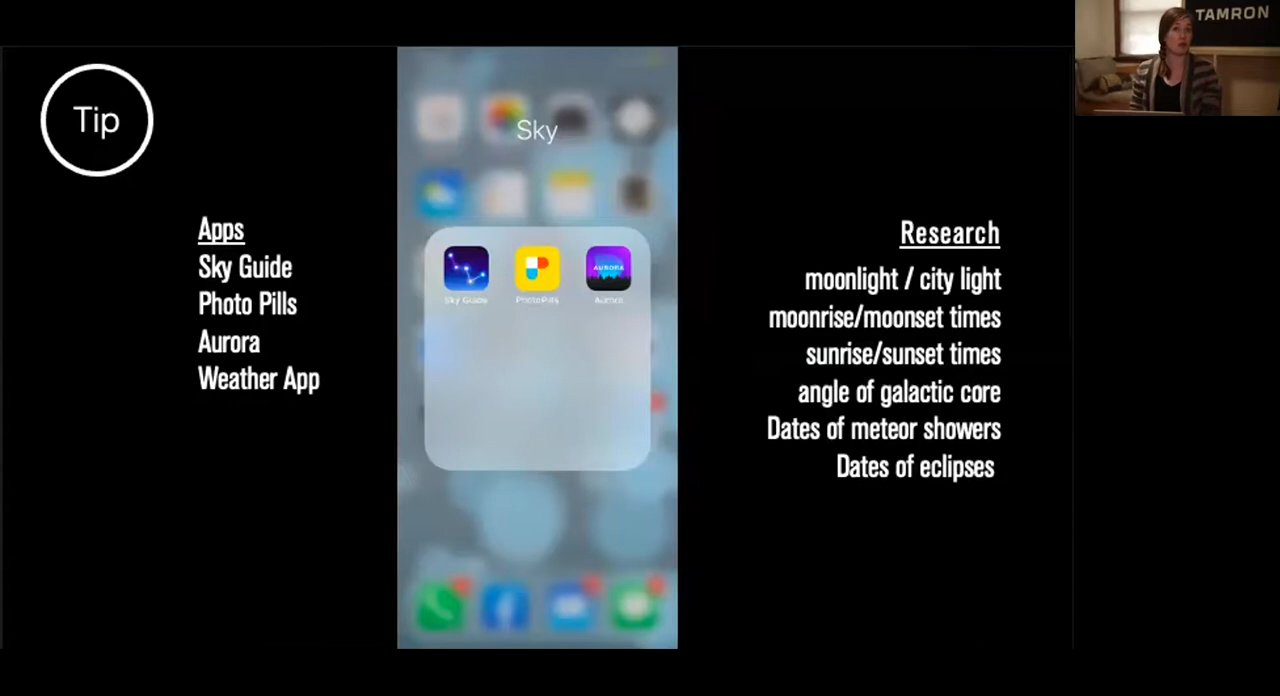 TAMRON
Tip
Sky
Apps
Sky Guide
Photo Pills
Aurora
Weather App
AURORA
Sky Guide
PhotoPills
Aurora
Research
moonlight / city light
moonrise/moonset times
sunrise/sunset times
angle of galactic core
Dates of meteor showers
Dates of eclipses